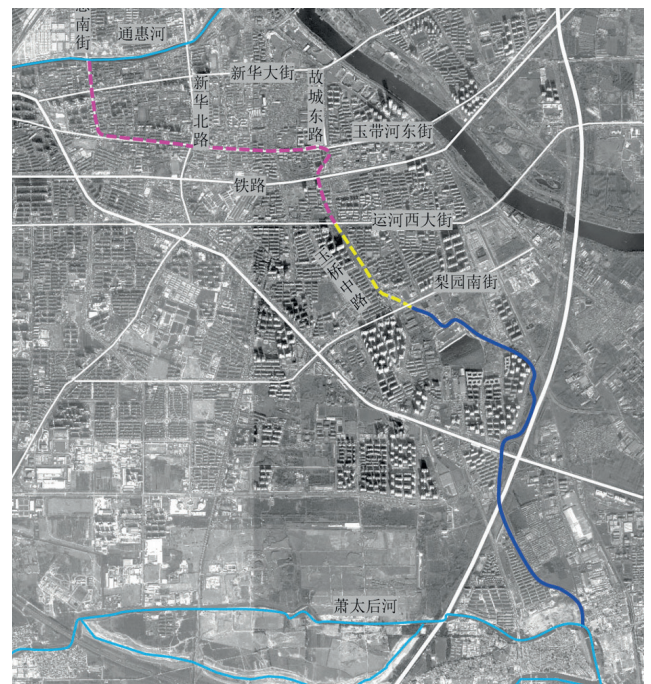 惠南街
通惠河
新华大街
新华北路
故城东路
玉带河东街
铁路
运河西大街
玉桥中路
梨园南街
萧太后河